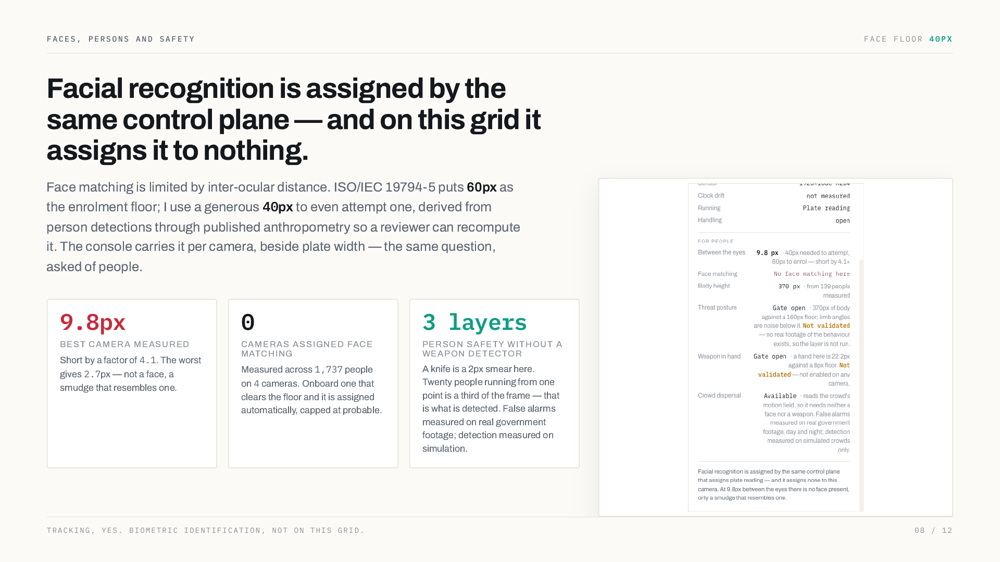 FACES, PERSONS AND SAFETY
FACE FLOOR 40PX
Facial recognition is assigned by the
same control plane — and on this grid it
assigns it to nothing.
Face matching is limited by inter-ocular distance. ISO/IEC 19794-5 puts 60px as
the enrolment floor; I use a generous 40px to even attempt one, derived from
person detections through published anthropometry so a reviewer can recompute
it. The console carries it per camera, beside plate width — the same question,
asked of people.
9.8px
BEST CAMERA MEASURED
Short by a factor of 4.1. The worst
gives 2.7px — not a face, a
smudge that resembles one.
0
CAMERAS ASSIGNED FACE
MATCHING
Measured across 1,737 people
on 4 cameras. Onboard one that
clears the floor and it is assigned
automatically, capped at probable.
3 layers
PERSON SAFETY WITHOUT A
WEAPON DETECTOR
A knife is a 2px smear here.
Twenty people running from one
point is a third of the frame — that
is what is detected. False alarms
measured on real government
footage; detection measured on
simulation.
Sensor 1920×1080 h264
Clock drift not measured
Running Plate reading
Handling open
FOR PEOPLE
Between the eyes 9.8 px · 40px needed to attempt,
60px to enrol — short by 4.1×
Face matching No face matching here
Body height 370 px · from 139 people
measured
Threat posture Gate open · 370px of body
against a 160px floor; limb angles
are noise below it. Not validated
— no real footage of the behaviour
exists, so the layer is not run.
Weapon in hand Gate open · a hand here is 22.2px
against a 8px floor. Not
validated — not enabled on any
camera.
Crowd dispersal Available · reads the crowd's
motion field, so it needs neither a
face nor a weapon. False alarms
measured on real government
footage, day and night; detection
measured on simulated crowds
only.
Facial recognition is assigned by the same control plane
that assigns plate reading — and it assigns none to this
camera. At 9.8px between the eyes there is no face present,
only a smudge that resembles one.
TRACKING, YES. BIOMETRIC IDENTIFICATION, NOT ON THIS GRID.
08 / 12